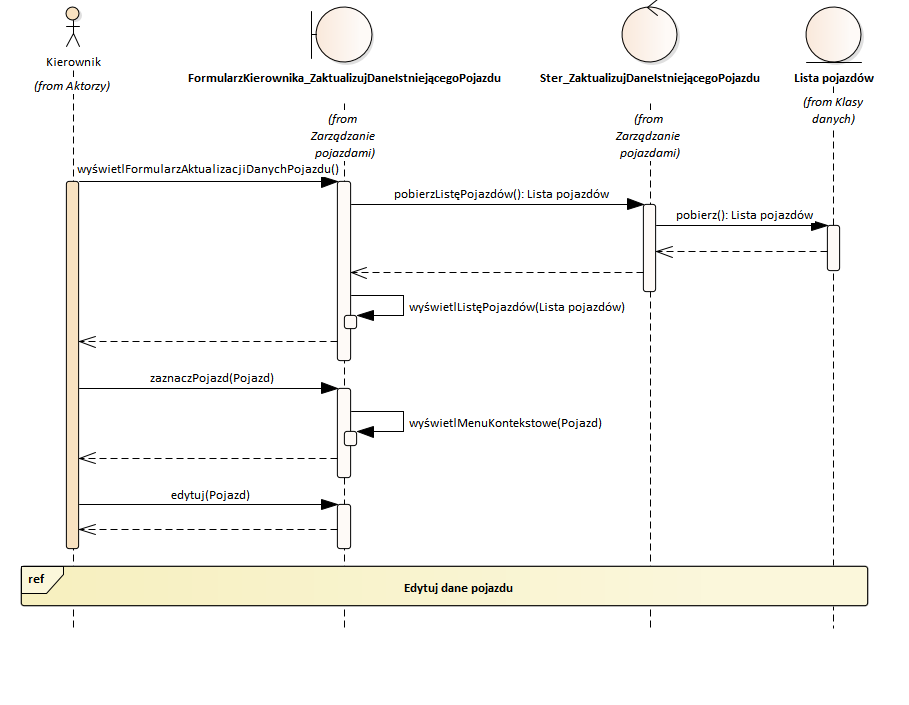 Kierownik
(from Aktorzy)
FormularzKierownika_ZaktualizujDaneIstniejącegoPojazdu
(from
Zarządzanie
pojazdami)
Ster_ZaktualizujDaneIstniejącegoPojazdu
(from
Zarządzanie
pojazdami)
Lista pojazdów
(from Klasy
danych)
wyświetlFormularzAktualizacjiDanychPojazdu()
pobierzListęPojazdów(): Lista pojazdów
pobierz(): Lista pojazdów
wyświetlListęPojazdów(Lista pojazdów)
zaznaczPojazd(Pojazd)
wyświetlMenuKontekstowe(Pojazd)
edytuj(Pojazd)
ref
Edytuj dane pojazdu